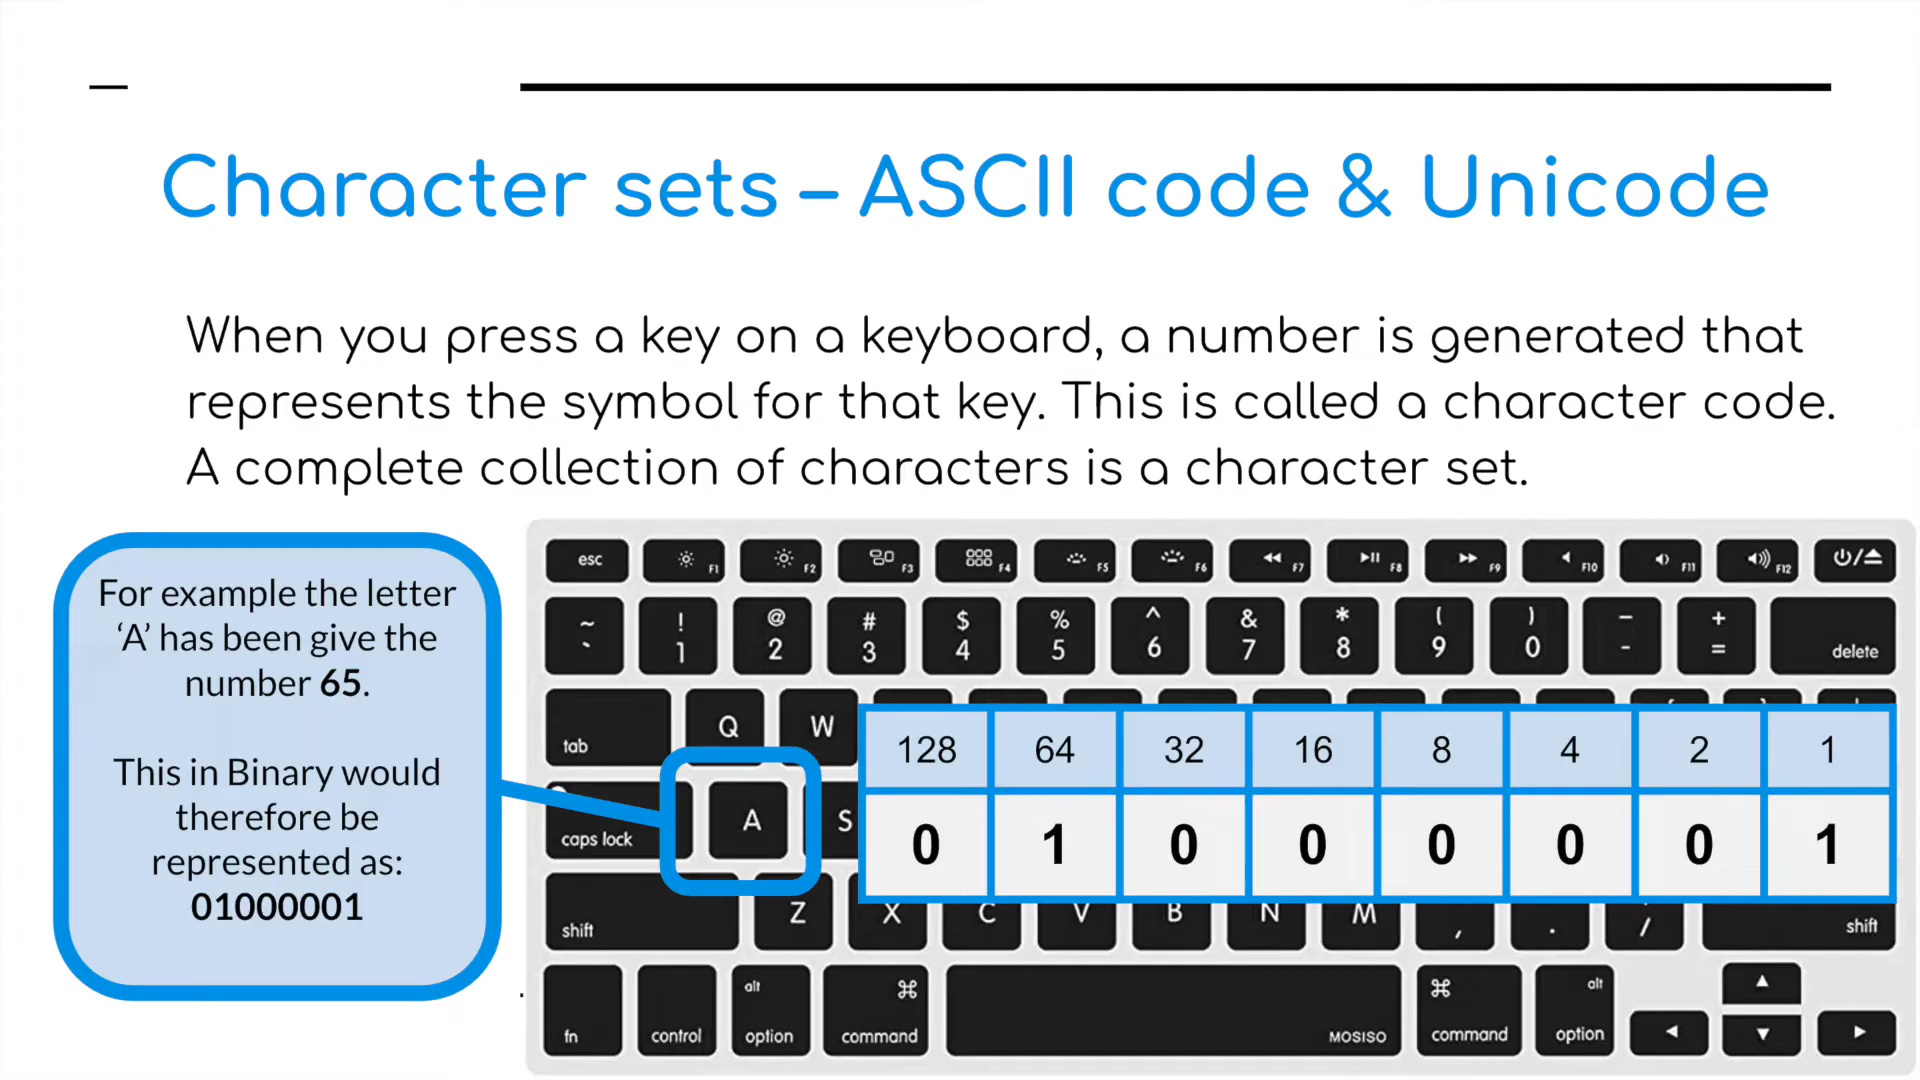 Character sets – ASCII code & Unicode
When you press a key on a keyboard, a number is generated that
represents the symbol for that key. This is called a character code.
A complete collection of characters is a character set.
For example the letter
‘A’ has been give the
number 65.
This in Binary would
therefore be
represented as:
01000001
esc F1 F2 F3 F4 F5 F6 F7 F8 F9 F10 F11 F12
~ ! @ # $ % ^ & * ( ) – +
` 1 2 3 4 5 6 7 8 9 0 - = delete
tab Q W
128 64 32 16 8 4 2 1
caps lock A S
0 1 0 0 0 0 0 1
shift Z X C V B N M , . / shift
fn control alt option ⌘ command MOSISO ⌘ command alt option